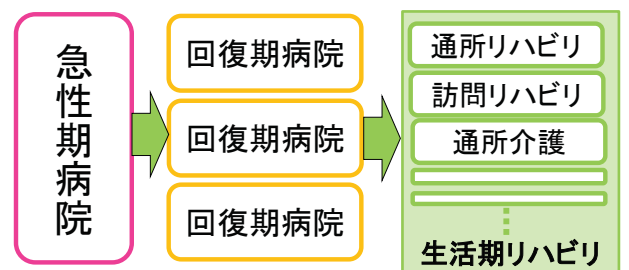 急性期病院
回復期病院
回復期病院
回復期病院
通所リハビリ
訪問リハビリ
通所介護
生活期リハビリ